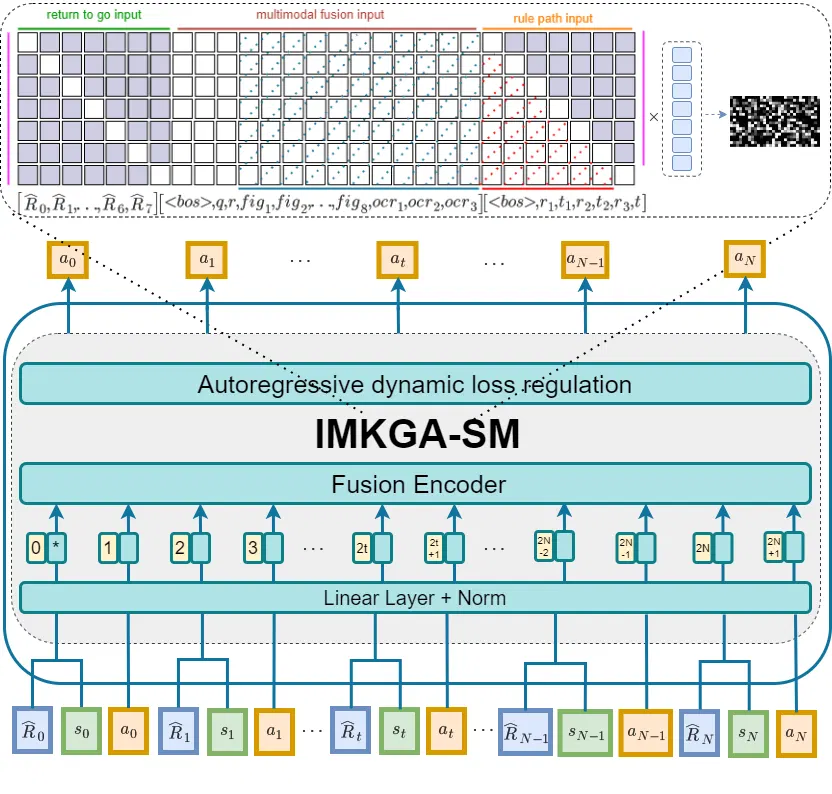 return to go input multimodal fusion input rule path input
×
[R̂0,R̂1,...,R̂6,R̂7][<bos>,q,r,fig1,fig2,...,fig8,ocr1,ocr2,ocr3][<bos>,r1,t1,r2,t2,r3,t]
a0 a1 ... at ... aN−1 aN
Autoregressive dynamic loss regulation
IMKGA-SM
Fusion Encoder
0 * 1 2 3 ... 2t 2t+1 ... 2N-2 2N-1 2N 2N+1
Linear Layer + Norm
R̂0 s0 a0 R̂1 s1 a1 ... R̂t st at ... R̂N−1 sN−1 aN−1 R̂N sN aN